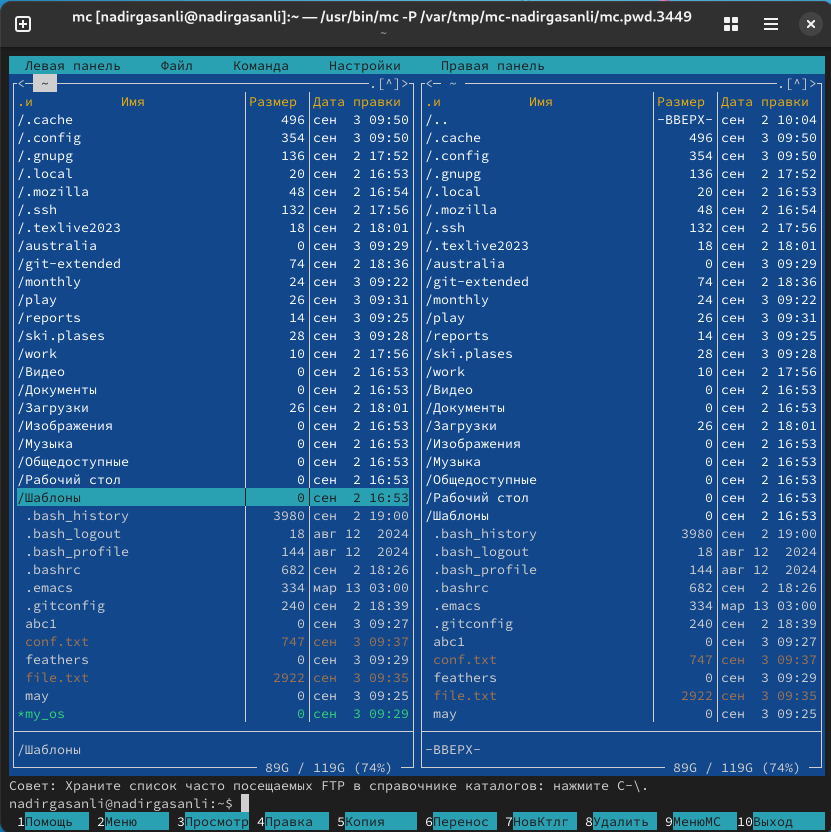 mc [nadirgasanli@nadirgasanli]:~ — /usr/bin/mc -P /var/tmp/mc-nadirgasanli/mc.pwd.3449
~
Левая панель Файл Команда Настройки Правая панель
<— ~ .[^]> <— ~ .[^]>
.и Имя Размер Дата правки .и Имя Размер Дата правки
/.cache 496 сен 3 09:50 /.. -ВВЕРХ- сен 2 10:04
/.config 354 сен 3 09:50 /.cache 496 сен 3 09:50
/.gnupg 136 сен 2 17:52 /.config 354 сен 3 09:50
/.local 20 сен 2 16:53 /.gnupg 136 сен 2 17:52
/.mozilla 48 сен 2 16:54 /.local 20 сен 2 16:53
/.ssh 132 сен 2 17:56 /.mozilla 48 сен 2 16:54
/.texlive2023 18 сен 2 18:01 /.ssh 132 сен 2 17:56
/australia 0 сен 3 09:29 /.texlive2023 18 сен 2 18:01
/git-extended 74 сен 2 18:36 /australia 0 сен 3 09:29
/monthly 24 сен 3 09:22 /git-extended 74 сен 2 18:36
/play 26 сен 3 09:31 /monthly 24 сен 3 09:22
/reports 14 сен 3 09:25 /play 26 сен 3 09:31
/ski.plases 28 сен 3 09:28 /reports 14 сен 3 09:25
/work 10 сен 2 17:56 /ski.plases 28 сен 3 09:28
/Видео 0 сен 2 16:53 /work 10 сен 2 17:56
/Документы 0 сен 2 16:53 /Видео 0 сен 2 16:53
/Загрузки 26 сен 2 18:01 /Документы 0 сен 2 16:53
/Изображения 0 сен 2 16:53 /Загрузки 26 сен 2 18:01
/Музыка 0 сен 2 16:53 /Изображения 0 сен 2 16:53
/Общедоступные 0 сен 2 16:53 /Музыка 0 сен 2 16:53
/Рабочий стол 0 сен 2 16:53 /Общедоступные 0 сен 2 16:53
/Шаблоны 0 сен 2 16:53 /Рабочий стол 0 сен 2 16:53
.bash_history 3980 сен 2 19:00 /Шаблоны 0 сен 2 16:53
.bash_logout 18 авг 12 2024 .bash_history 3980 сен 2 19:00
.bash_profile 144 авг 12 2024 .bash_logout 18 авг 12 2024
.bashrc 682 сен 2 18:26 .bash_profile 144 авг 12 2024
.emacs 334 мар 13 03:00 .bashrc 682 сен 2 18:26
.gitconfig 240 сен 2 18:39 .emacs 334 мар 13 03:00
abc1 0 сен 3 09:27 .gitconfig 240 сен 2 18:39
conf.txt 747 сен 3 09:37 abc1 0 сен 3 09:27
feathers 0 сен 3 09:29 conf.txt 747 сен 3 09:37
file.txt 2922 сен 3 09:35 feathers 0 сен 3 09:29
may 0 сен 3 09:25 file.txt 2922 сен 3 09:35
*my_os 0 сен 3 09:29 may 0 сен 3 09:25
/Шаблоны -ВВЕРХ-
89G / 119G (74%) 89G / 119G (74%)
Совет: Храните список часто посещаемых FTP в справочнике каталогов: нажмите C-\.
nadirgasanli@nadirgasanli:~$
1Помощь 2Меню 3Просмотр 4Правка 5Копия 6Перенос 7НовКтлг 8Удалить 9МенюMC 10Выход